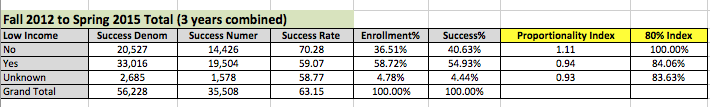 Fall 2012 to Spring 2015 Total (3 years combined)
Low Income Success Denom Success Numer Success Rate Enrollment% Success% Proportionality Index 80% Index
No 20,527 14,426 70.28 36.51% 40.63% 1.11 100.00%
Yes 33,016 19,504 59.07 58.72% 54.93% 0.94 84.06%
Unknown 2,685 1,578 58.77 4.78% 4.44% 0.93 83.63%
Grand Total 56,228 35,508 63.15 100.00% 100.00%